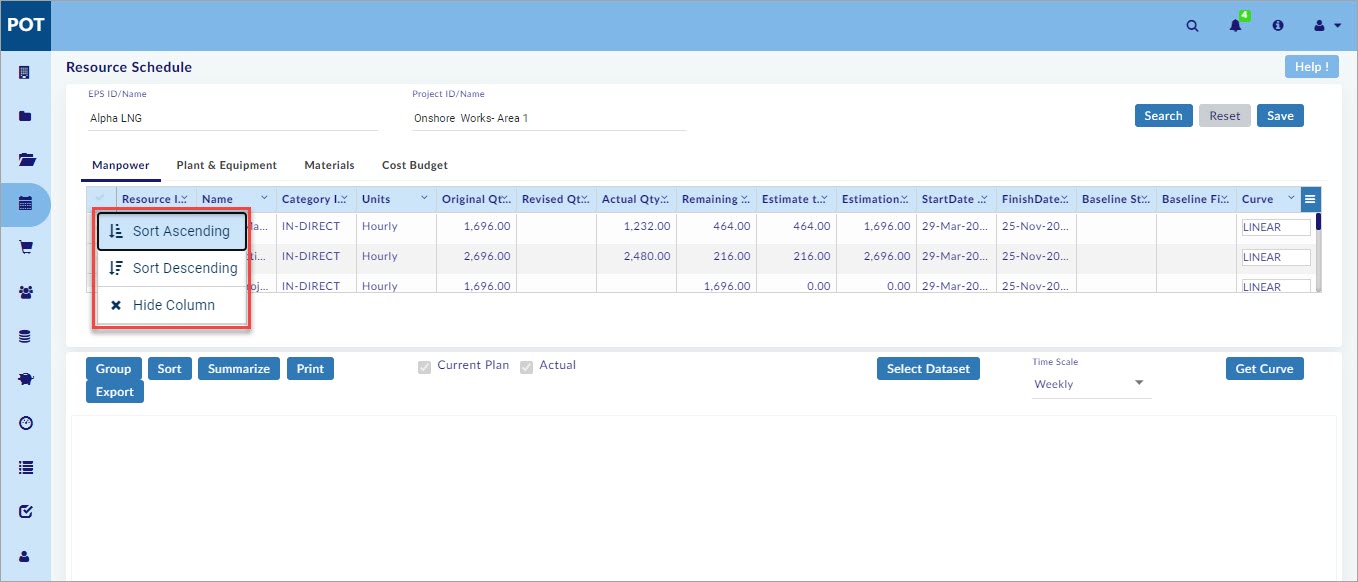 POT
4
Resource Schedule
Help !
EPS ID/Name
Project ID/Name
Alpha LNG
Onshore Works- Area 1
Search Reset Save
Manpower Plant & Equipment Materials Cost Budget
Resource I... Name Category I... Units Original Qt... Revised Qt... Actual Qty... Remaining ... Estimate t... Estimation... StartDate ... FinishDate... Baseline St... Baseline Fi... Curve
IN-DIRECT Hourly 1,696.00 1,232.00 464.00 464.00 1,696.00 29-Mar-20... 25-Nov-20... LINEAR
Sort Ascending
IN-DIRECT Hourly 2,696.00 2,480.00 216.00 216.00 2,696.00 29-Mar-20... 25-Nov-20... LINEAR
Sort Descending
IN-DIRECT Hourly 1,696.00 1,696.00 0.00 0.00 29-Mar-20... 25-Nov-20... LINEAR
Hide Column
Group Sort Summarize Print
Export
Current Plan Actual
Select Dataset
Time Scale
Weekly
Get Curve